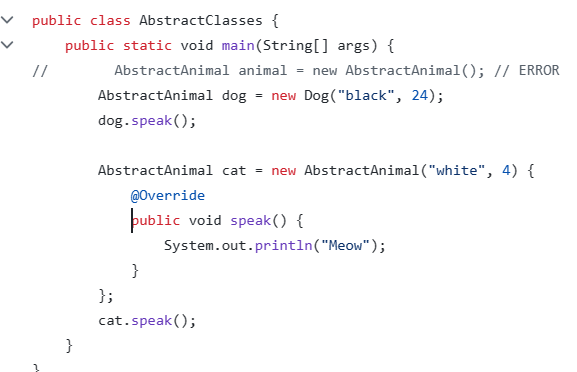 public class AbstractClasses {
    public static void main(String[] args) {
//        AbstractAnimal animal = new AbstractAnimal(); // ERROR
        AbstractAnimal dog = new Dog("black", 24);
        dog.speak();
        AbstractAnimal cat = new AbstractAnimal("white", 4) {
            @Override
            public void speak() {
                System.out.println("Meow");
            }
        };
        cat.speak();
    }
}